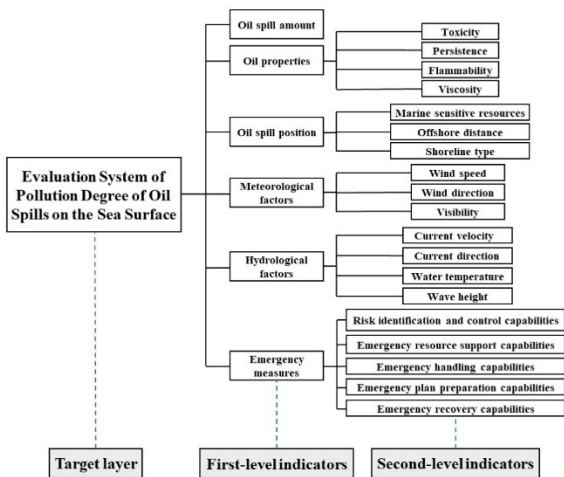 Oil spill amount
Oil properties
Toxicity
Persistence
Flammability
Viscosity
Oil spill position
Marine sensitive resources
Offshore distance
Shoreline type
Evaluation System of
Pollution Degree of Oil
Spills on the Sea Surface
Meteorological
factors
Wind speed
Wind direction
Visibility
Hydrological
factors
Current velocity
Current direction
Water temperature
Wave height
Emergency
measures
Risk identification and control capabilities
Emergency resource support capabilities
Emergency handling capabilities
Emergency plan preparation capabilities
Emergency recovery capabilities
Target layer
First-level indicators
Second-level indicators